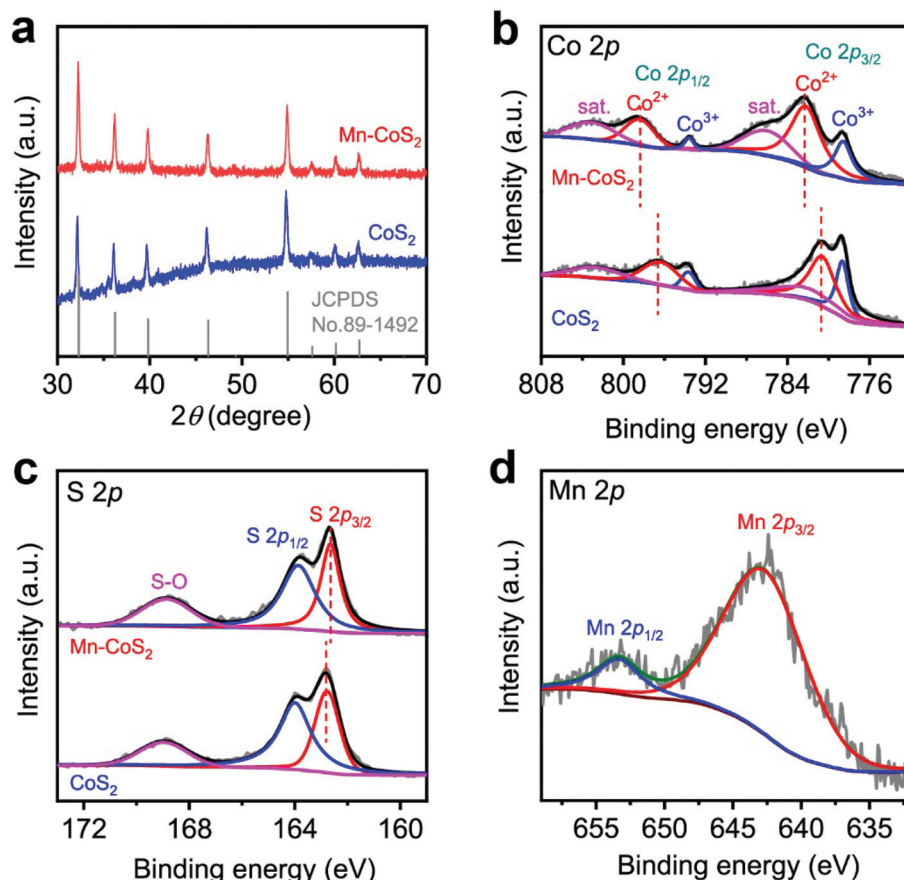 a
Intensity (a.u.)
Mn-CoS2
CoS2
JCPDS
No.89-1492
30 40 50 60 70
2θ (degree)
b
Co 2p
Intensity (a.u.)
Co 2p1/2
Co 2p3/2
sat.
Co2+
Co3+
sat.
Co2+
Co3+
Mn-CoS2
CoS2
808 800 792 784 776
Binding energy (eV)
c
S 2p
Intensity (a.u.)
S 2p3/2
S 2p1/2
S-O
Mn-CoS2
CoS2
172 168 164 160
Binding energy (eV)
d
Mn 2p
Intensity (a.u.)
Mn 2p3/2
Mn 2p1/2
655 650 645 640 635
Binding energy (eV)